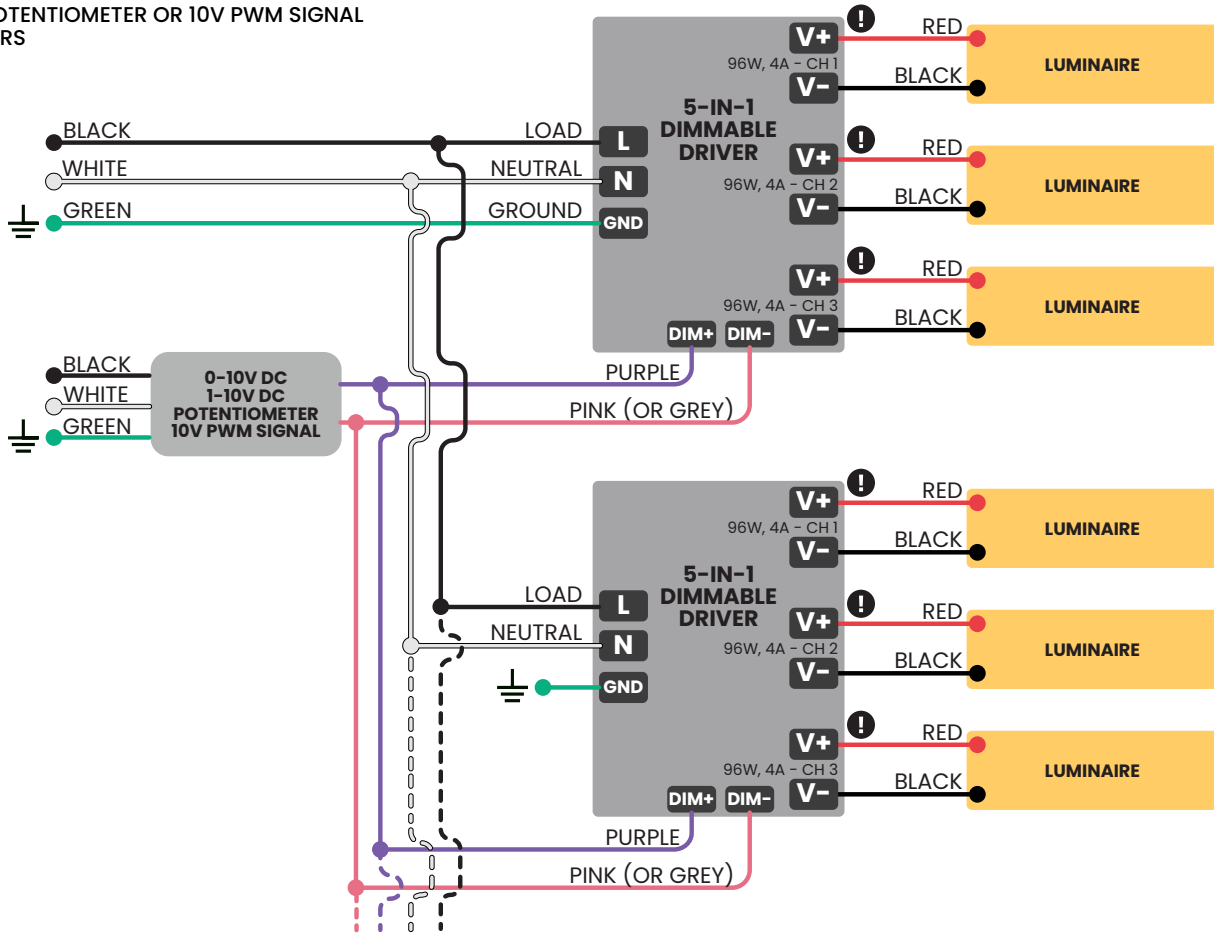 OTENTIOMETER OR 10V PWM SIGNAL
RS
BLACK
WHITE
GREEN
LOAD
NEUTRAL
GROUND
L
N
GND
5-IN-1
DIMMABLE
DRIVER
V+
96W, 4A - CH 1
V-
V+
96W, 4A - CH 2
V-
V+
96W, 4A - CH 3
V-
DIM+
DIM-
!
RED
BLACK
LUMINAIRE
!
RED
BLACK
LUMINAIRE
!
RED
BLACK
LUMINAIRE
BLACK
WHITE
GREEN
0-10V DC
1-10V DC
POTENTIOMETER
10V PWM SIGNAL
PURPLE
PINK (OR GREY)
LOAD
NEUTRAL
L
N
GND
5-IN-1
DIMMABLE
DRIVER
V+
96W, 4A - CH 1
V-
V+
96W, 4A - CH 2
V-
V+
96W, 4A - CH 3
V-
DIM+
DIM-
!
RED
BLACK
LUMINAIRE
!
RED
BLACK
LUMINAIRE
!
RED
BLACK
LUMINAIRE
PURPLE
PINK (OR GREY)